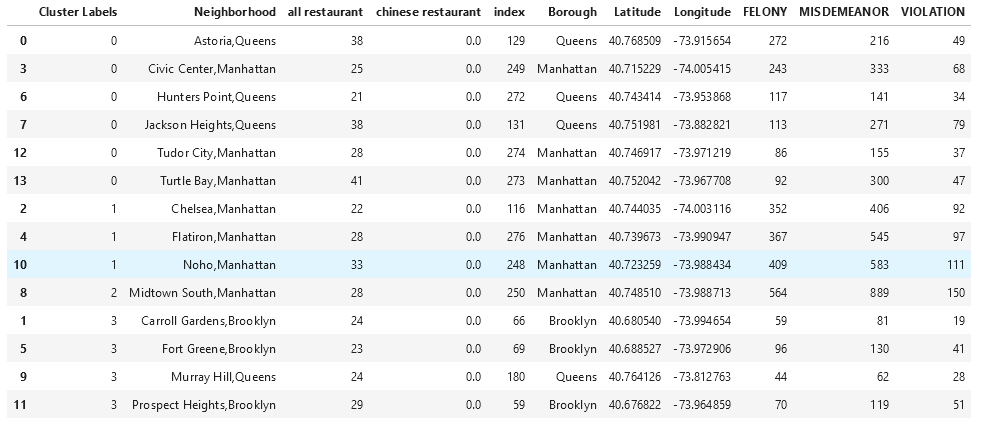 Cluster Labels Neighborhood all restaurant chinese restaurant index Borough Latitude Longitude FELONY MISDEMEANOR VIOLATION
0 0 Astoria,Queens 38 0.0 129 Queens 40.768509 -73.915654 272 216 49
3 0 Civic Center,Manhattan 25 0.0 249 Manhattan 40.715229 -74.005415 243 333 68
6 0 Hunters Point,Queens 21 0.0 272 Queens 40.743414 -73.953868 117 141 34
7 0 Jackson Heights,Queens 38 0.0 131 Queens 40.751981 -73.882821 113 271 79
12 0 Tudor City,Manhattan 28 0.0 274 Manhattan 40.746917 -73.971219 86 155 37
13 0 Turtle Bay,Manhattan 41 0.0 273 Manhattan 40.752042 -73.967708 92 300 47
2 1 Chelsea,Manhattan 22 0.0 116 Manhattan 40.744035 -74.003116 352 406 92
4 1 Flatiron,Manhattan 28 0.0 276 Manhattan 40.739673 -73.990947 367 545 97
10 1 Noho,Manhattan 33 0.0 248 Manhattan 40.723259 -73.988434 409 583 111
8 2 Midtown South,Manhattan 28 0.0 250 Manhattan 40.748510 -73.988713 564 889 150
1 3 Carroll Gardens,Brooklyn 24 0.0 66 Brooklyn 40.680540 -73.994654 59 81 19
5 3 Fort Greene,Brooklyn 23 0.0 69 Brooklyn 40.688527 -73.972906 96 130 41
9 3 Murray Hill,Queens 24 0.0 180 Queens 40.764126 -73.812763 44 62 28
11 3 Prospect Heights,Brooklyn 29 0.0 59 Brooklyn 40.676822 -73.964859 70 119 51